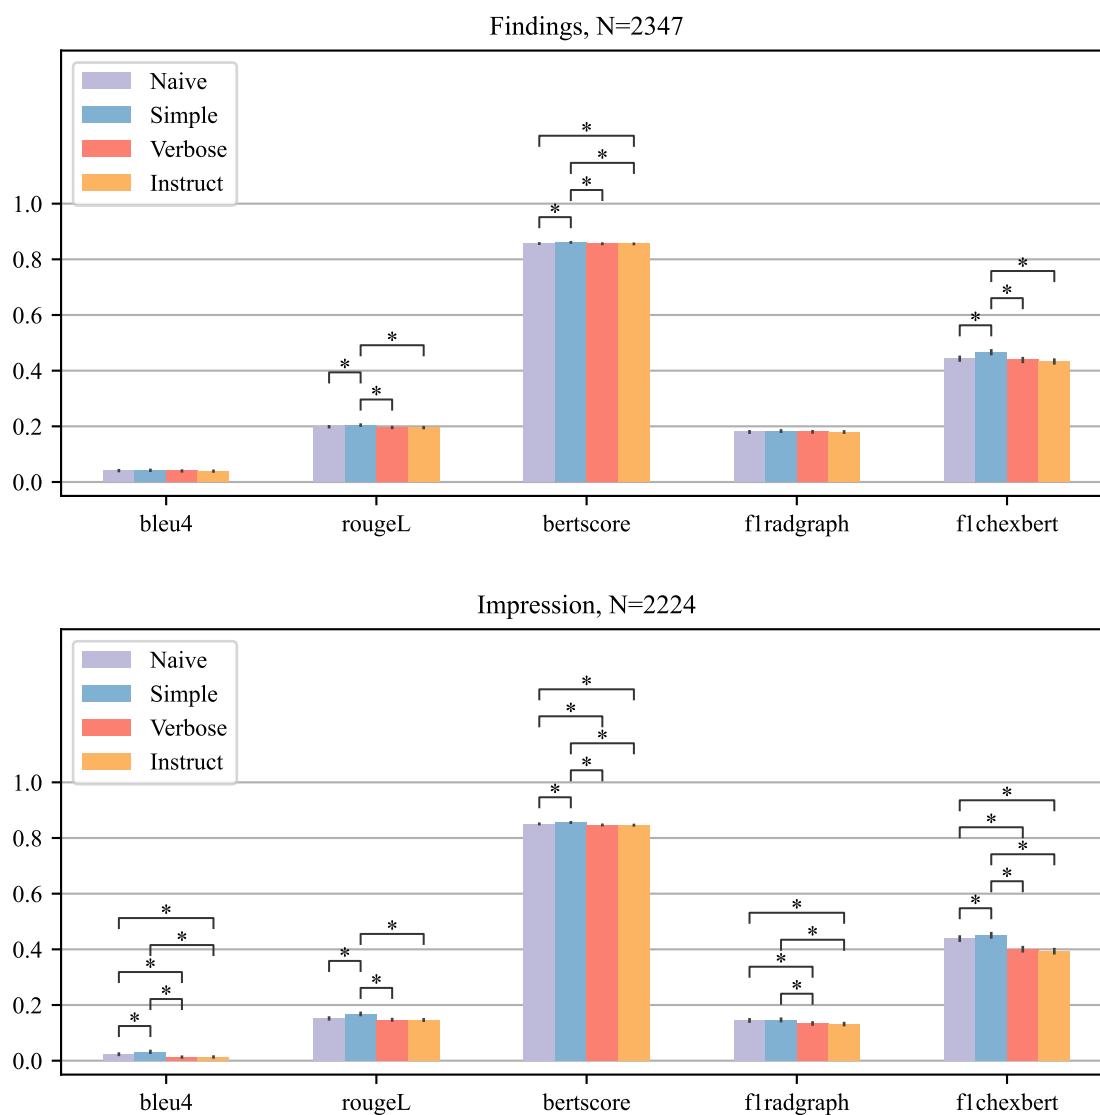 Findings, N=2347
Naive
Simple
Verbose
Instruct
* * * *
* * *
* * *
1.0
0.8
0.6
0.4
0.2
0.0
bleu4 rougeL bertscore f1radgraph f1chexbert
Impression, N=2224
Naive
Simple
Verbose
Instruct
* * * * *
* * *
* * * * *
* * * *
* * * * *
1.0
0.8
0.6
0.4
0.2
0.0
bleu4 rougeL bertscore f1radgraph f1chexbert